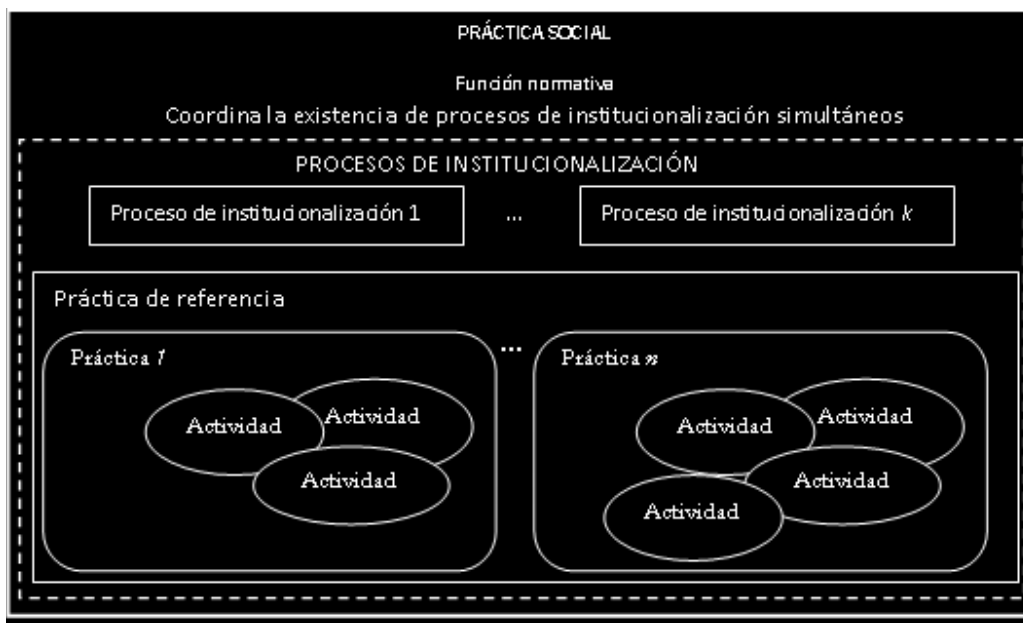 PRÁCTICA SOCIAL
Función normativa
Coordina la existencia de procesos de institucionalización simultáneos
PROCESOS DE INSTITUCIONALIZACIÓN
Proceso de institucionalización 1
...
Proceso de institucionalización k
Práctica de referencia
Práctica 1
...
Práctica n
Actividad
Actividad
Actividad
Actividad
Actividad
Actividad
Actividad